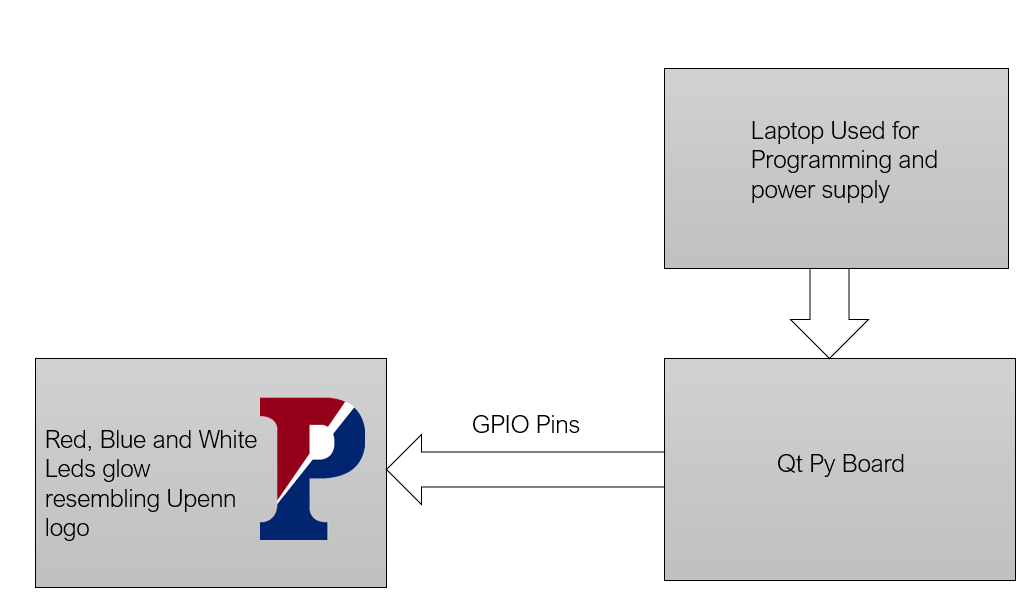 Laptop Used for
Programming and
power supply
GPIO Pins
Qt Py Board
Red, Blue and White
Leds glow
resembling Upenn
logo
P